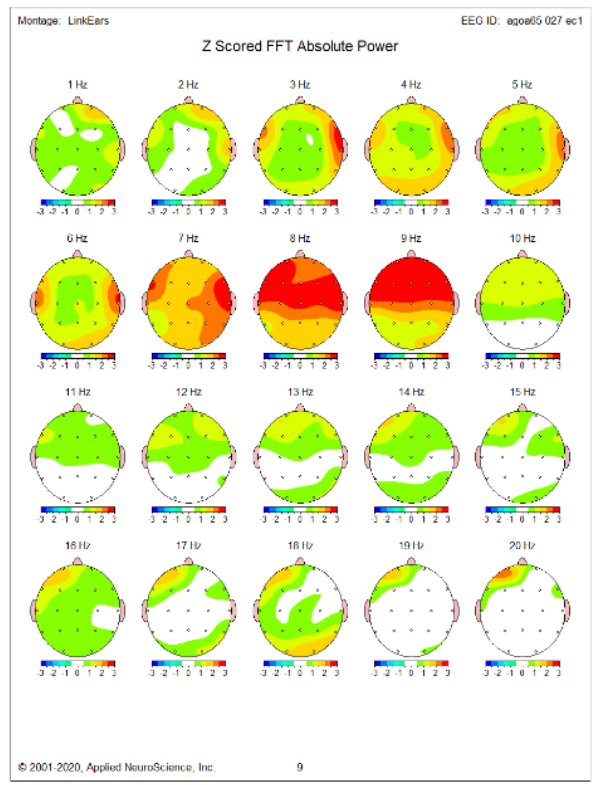 Montage: LinkEars
EEG ID: agoa65 027 ec1
Z Scored FFT Absolute Power
1 Hz
2 Hz
3 Hz
4 Hz
5 Hz
-3 -2 -1 0 1 2 3
-3 -2 -1 0 1 2 3
-3 -2 -1 0 1 2 3
-3 -2 -1 0 1 2 3
-3 -2 -1 0 1 2 3
6 Hz
7 Hz
8 Hz
9 Hz
10 Hz
-3 -2 -1 0 1 2 3
-3 -2 -1 0 1 2 3
-3 -2 -1 0 1 2 3
-3 -2 -1 0 1 2 3
-3 -2 -1 0 1 2 3
11 Hz
12 Hz
13 Hz
14 Hz
15 Hz
-3 -2 -1 0 1 2 3
-3 -2 -1 0 1 2 3
-3 -2 -1 0 1 2 3
-3 -2 -1 0 1 2 3
-3 -2 -1 0 1 2 3
16 Hz
17 Hz
18 Hz
19 Hz
20 Hz
-3 -2 -1 0 1 2 3
-3 -2 -1 0 1 2 3
-3 -2 -1 0 1 2 3
-3 -2 -1 0 1 2 3
-3 -2 -1 0 1 2 3
© 2001-2020, Applied NeuroScience, Inc.
9